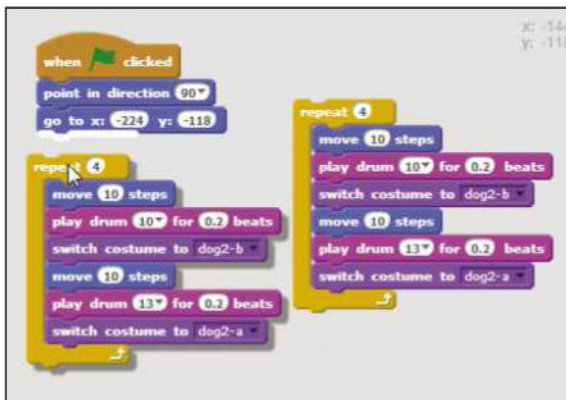 x: -144
y: -118
when clicked
point in direction 90
go to x: -224 y: -118
repeat 4
move 10 steps
play drum 10 for 0.2 beats
switch costume to dog2-b
move 10 steps
play drum 13 for 0.2 beats
switch costume to dog2-a
repeat 4
move 10 steps
play drum 10 for 0.2 beats
switch costume to dog2-b
move 10 steps
play drum 13 for 0.2 beats
switch costume to dog2-a